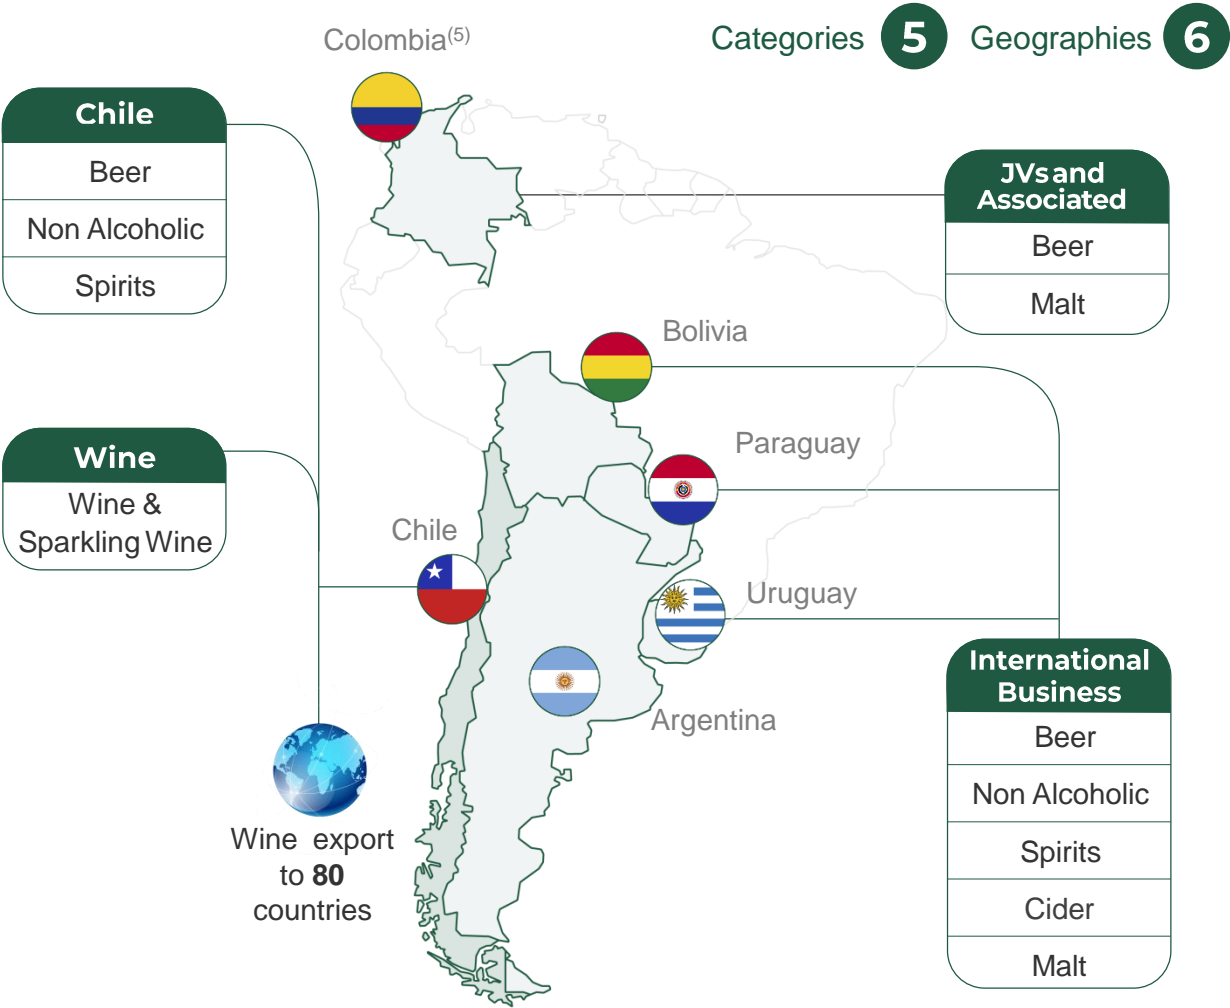 Colombia(5)
Categories 5 Geographies 6
Chile
Beer
Non Alcoholic
Spirits
JVs and
Associated
Beer
Malt
Bolivia
Paraguay
Wine
Wine &
Sparkling Wine
Chile
Uruguay
Argentina
International
Business
Beer
Non Alcoholic
Spirits
Cider
Malt
Wine export
to 80
countries